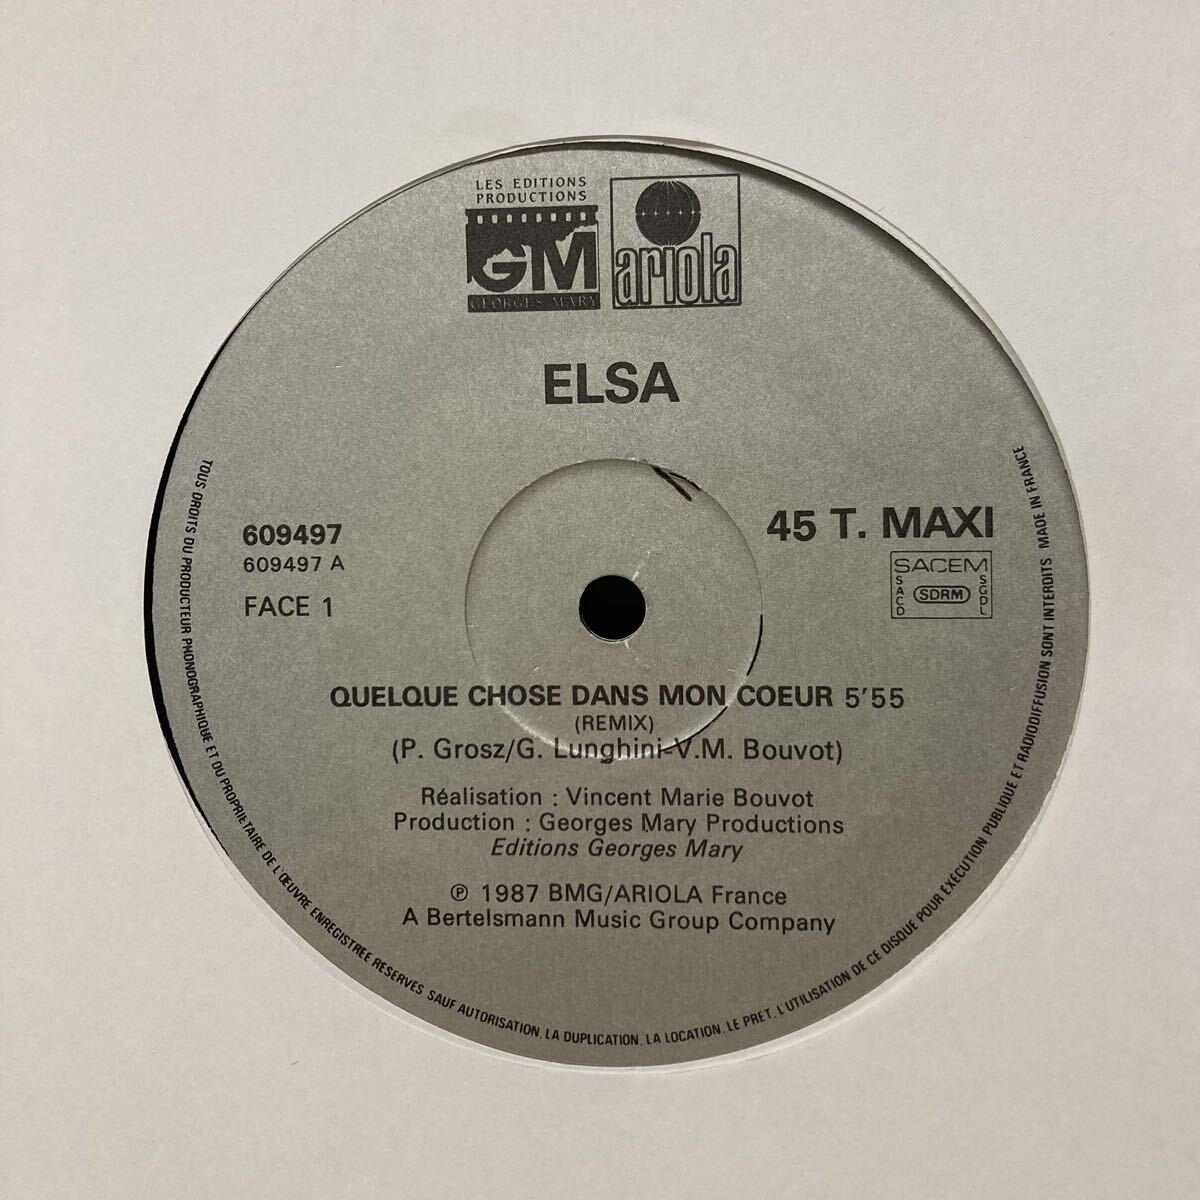 LES EDITIONS
PRODUCTIONS
GM
GEORGES MARY
ariola
ELSA
609497
609497 A
FACE 1
45 T. MAXI
SACEM
SACD
SDRM
SGDL
QUELQUE CHOSE DANS MON COEUR 5'55
(REMIX)
(P. Grosz/G. Lunghini-V.M. Bouvot)
Réalisation : Vincent Marie Bouvot
Production : Georges Mary Productions
Editions Georges Mary
℗ 1987 BMG/ARIOLA France
A Bertelsmann Music Group Company
TOUS DROITS DU PRODUCTEUR PHONOGRAPHIQUE ET DU PROPRIETAIRE DE L'ŒUVRE ENREGISTREE RESERVES SAUF AUTORISATION, LA DUPLICATION, LA LOCATION, LE PRET, L'UTILISATION DE CE DISQUE POUR EXECUTION PUBLIQUE ET RADIODIFFUSION SONT INTERDITS MADE IN FRANCE